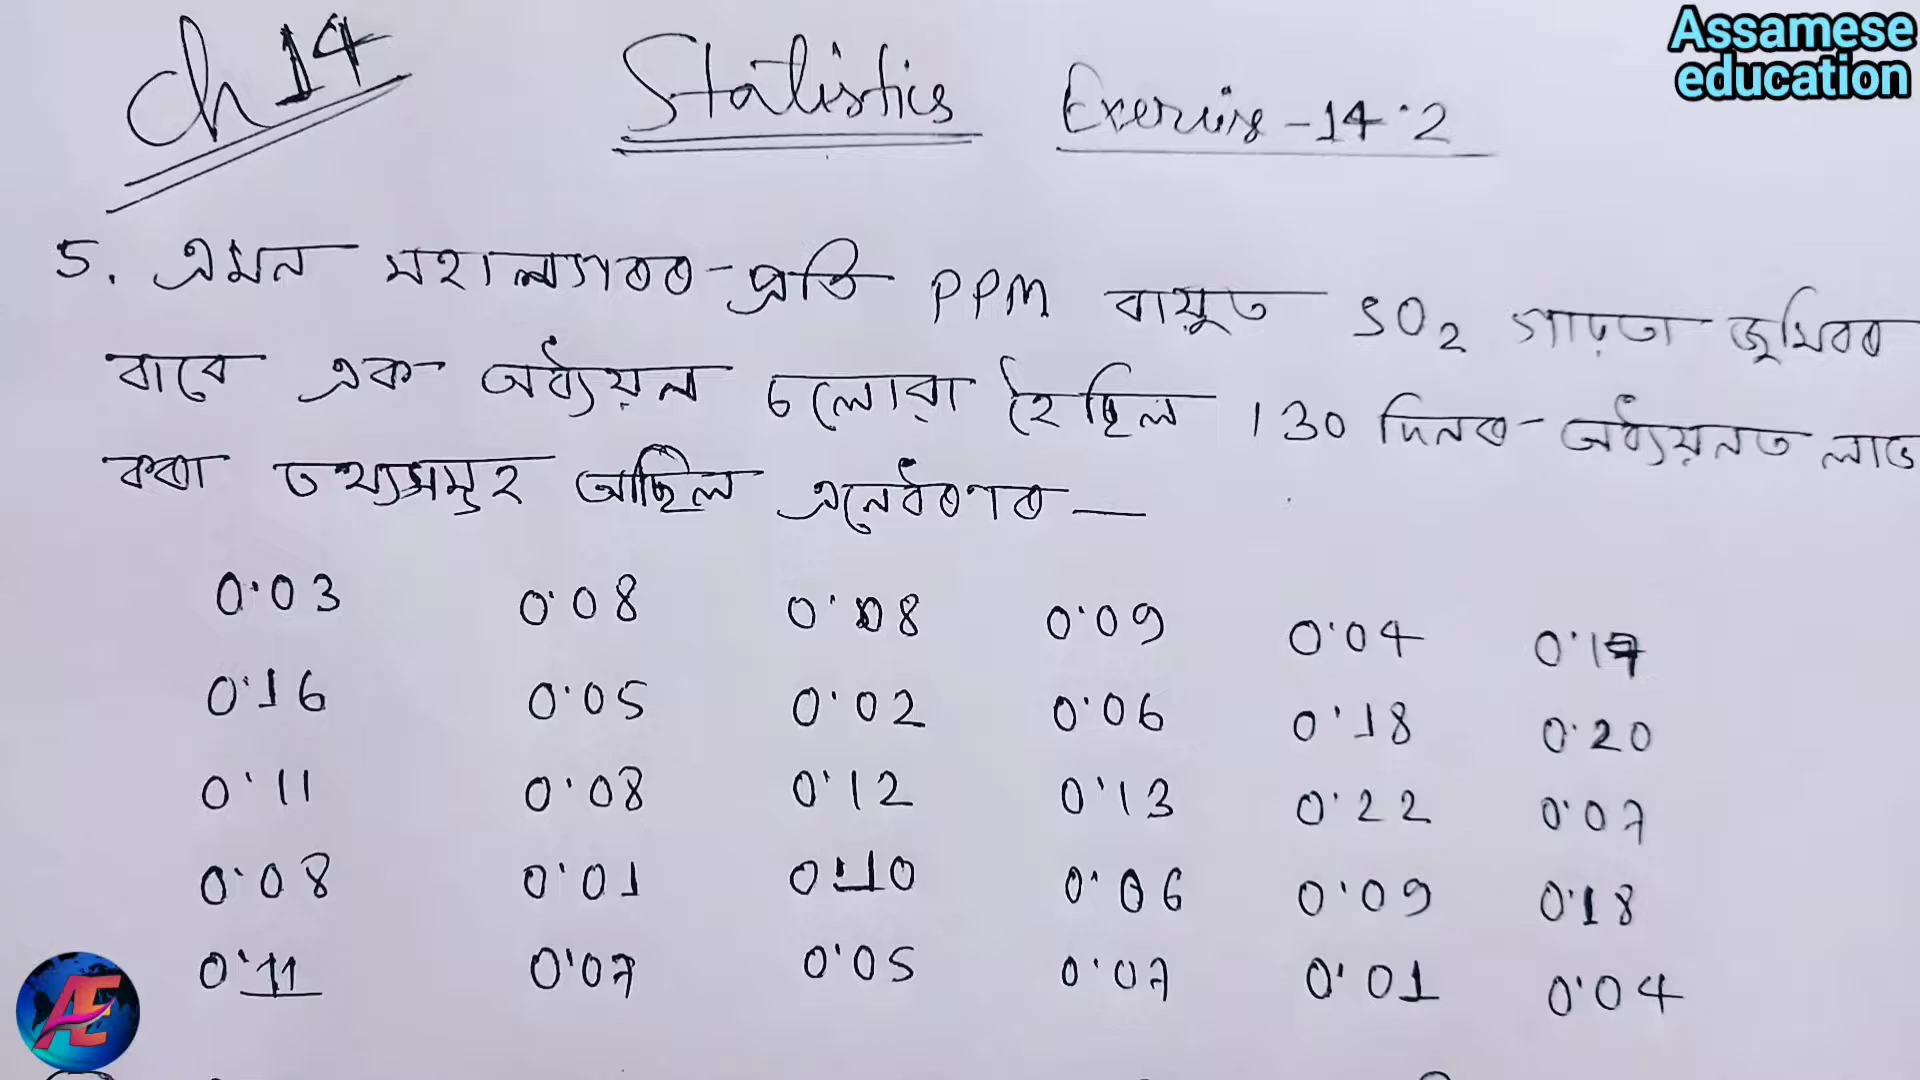 Ch 14 Statistics Exercise - 14.2
Assamese
education
5. এমন মহানগৰৰ প্ৰতি PPM বায়ুত SO2 গাঢ়তা জুখিবৰ
বাবে এক অধ্যয়ন চলোৱা হৈছিল । 30 দিনৰ অধ্যয়নত লাভ
কৰা তথ্যসমূহ আছিল এনেধৰণৰ —
0.03 0.08 0.08 0.09 0.04
0.16 0.05 0.02 0.06 0.18 0.20
0.11 0.08 0.12 0.13 0.22 0.07
0.08 0.01 0.10 0.06 0.09 0.18
0.11 0.07 0.05 0.07 0.01 0.04
AE